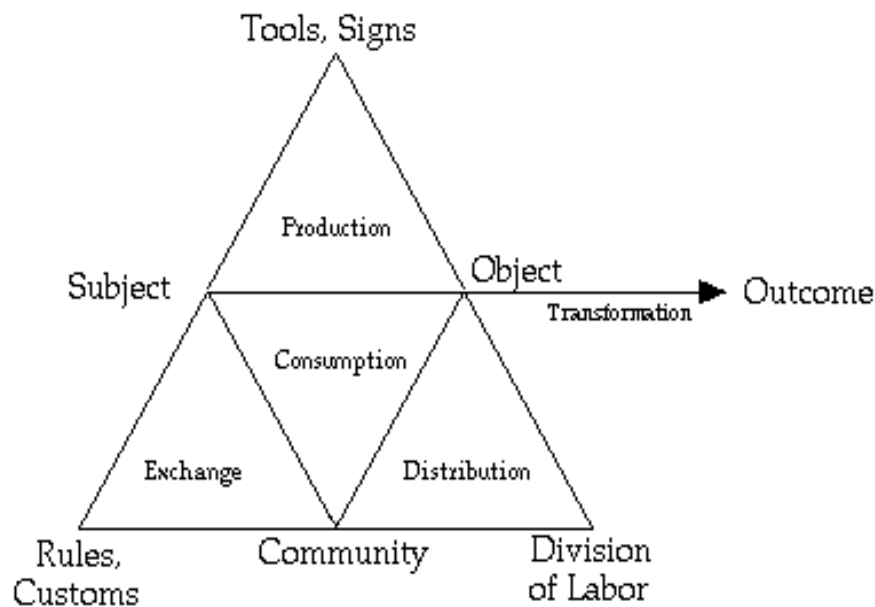 Tools, Signs
Production
Subject
Object
Outcome
Transformation
Consumption
Exchange
Distribution
Rules,
Customs
Community
Division
of Labor